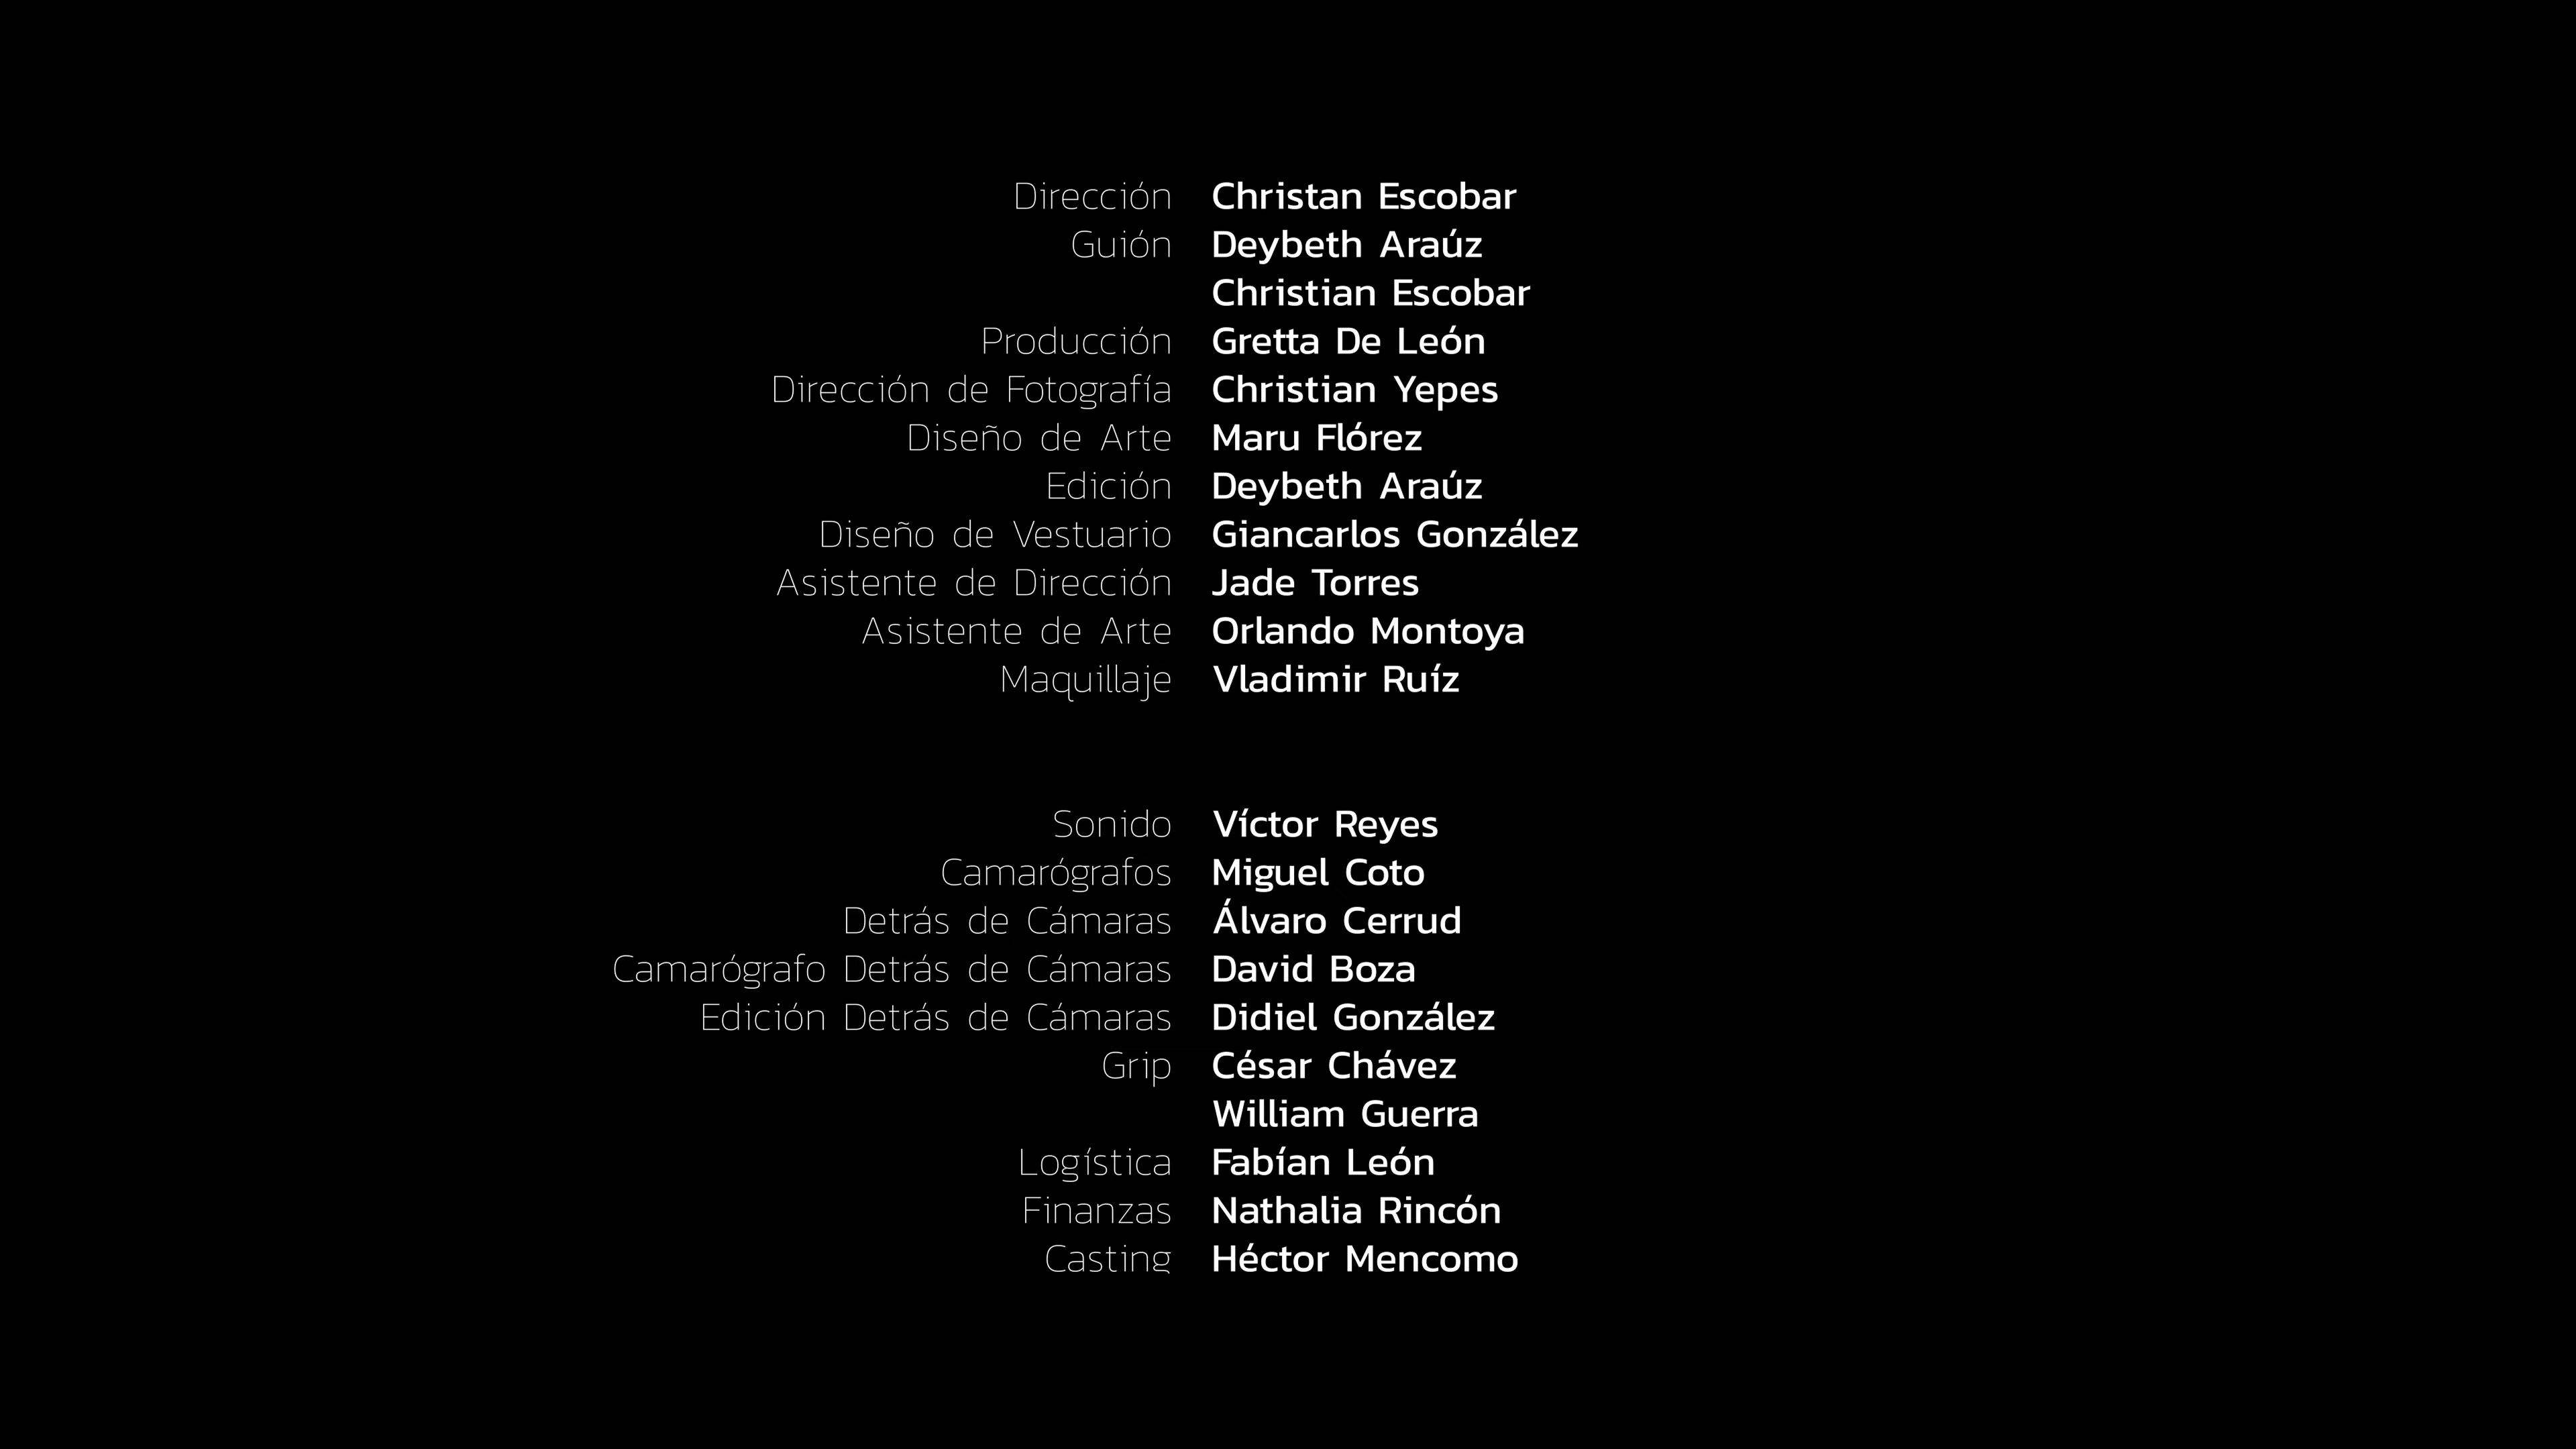 Dirección Christan Escobar
Guión Deybeth Araúz
Christian Escobar
Producción Gretta De León
Dirección de Fotografía Christian Yepes
Diseño de Arte Maru Flórez
Edición Deybeth Araúz
Diseño de Vestuario Giancarlos González
Asistente de Dirección Jade Torres
Asistente de Arte Orlando Montoya
Maquillaje Vladimir Ruíz
Sonido Víctor Reyes
Camarógrafos Miguel Coto
Detrás de Cámaras Álvaro Cerrud
Camarógrafo Detrás de Cámaras David Boza
Edición Detrás de Cámaras Didiel González
Grip César Chávez
William Guerra
Logística Fabían León
Finanzas Nathalia Rincón
Casting Héctor Mencomo